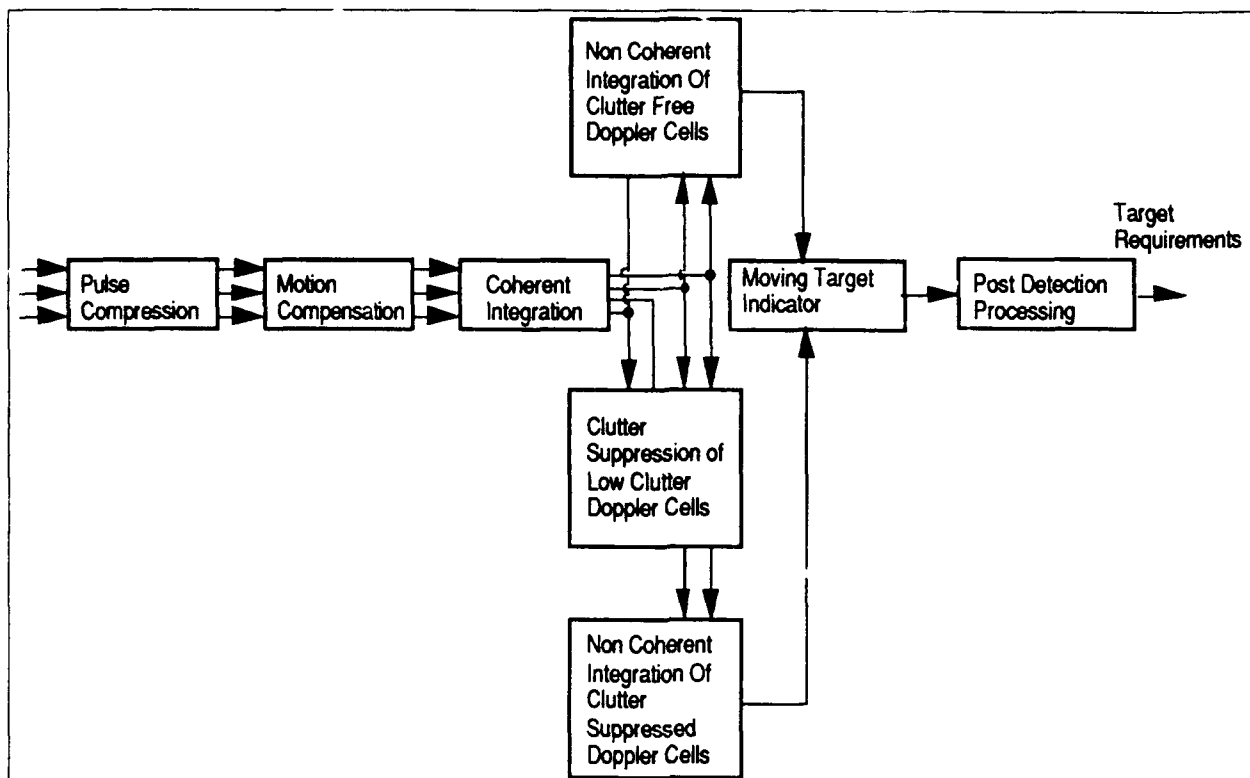 Non Coherent
Integration Of
Clutter Free
Doppler Cells
Target
Requirements
Pulse
Compression
Motion
Compensation
Coherent
Integration
Moving Target
Indicator
Post Detection
Processing
Clutter
Suppression of
Low Clutter
Doppler Cells
Non Coherent
Integration Of
Clutter
Suppressed
Doppler Cells